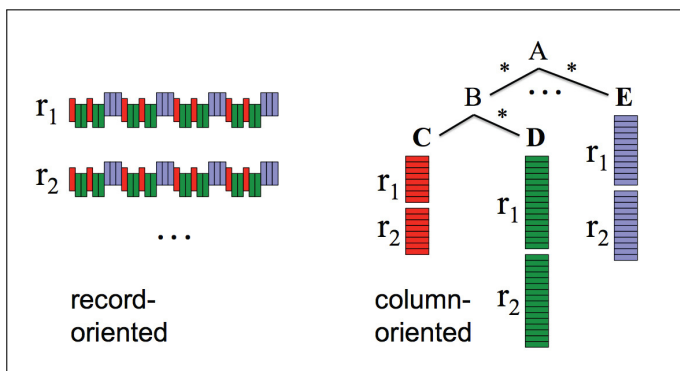 r1
r2
...
record-
oriented
A
* *
B ... E
*
C D
r1
r2
r1
r2
r1
r2
column-
oriented